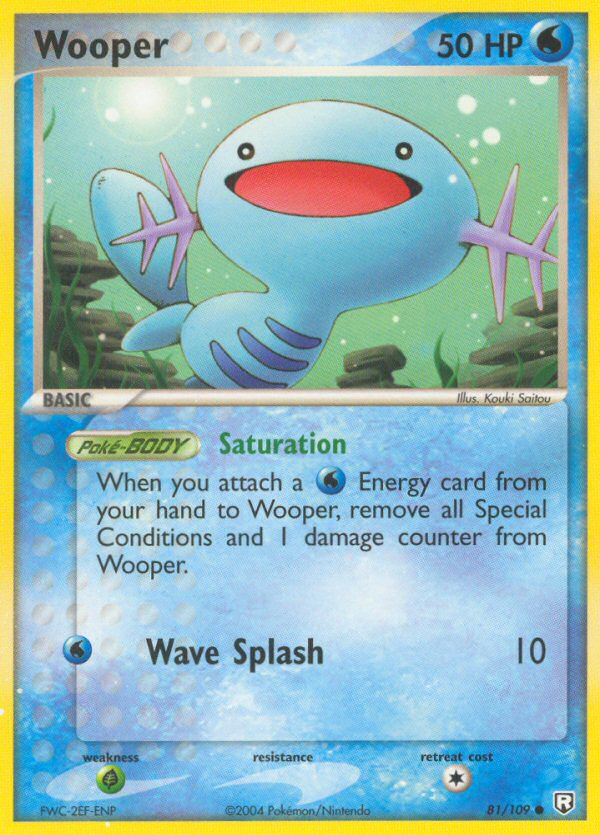 Wooper
50 HP
BASIC
Illus. Kouki Saitou
Poké-BODY Saturation
When you attach a Energy card from
your hand to Wooper, remove all Special
Conditions and 1 damage counter from
Wooper.
Wave Splash 10
weakness resistance retreat cost
FWC-2EF-ENP
©2004 Pokémon/Nintendo
81/109
R